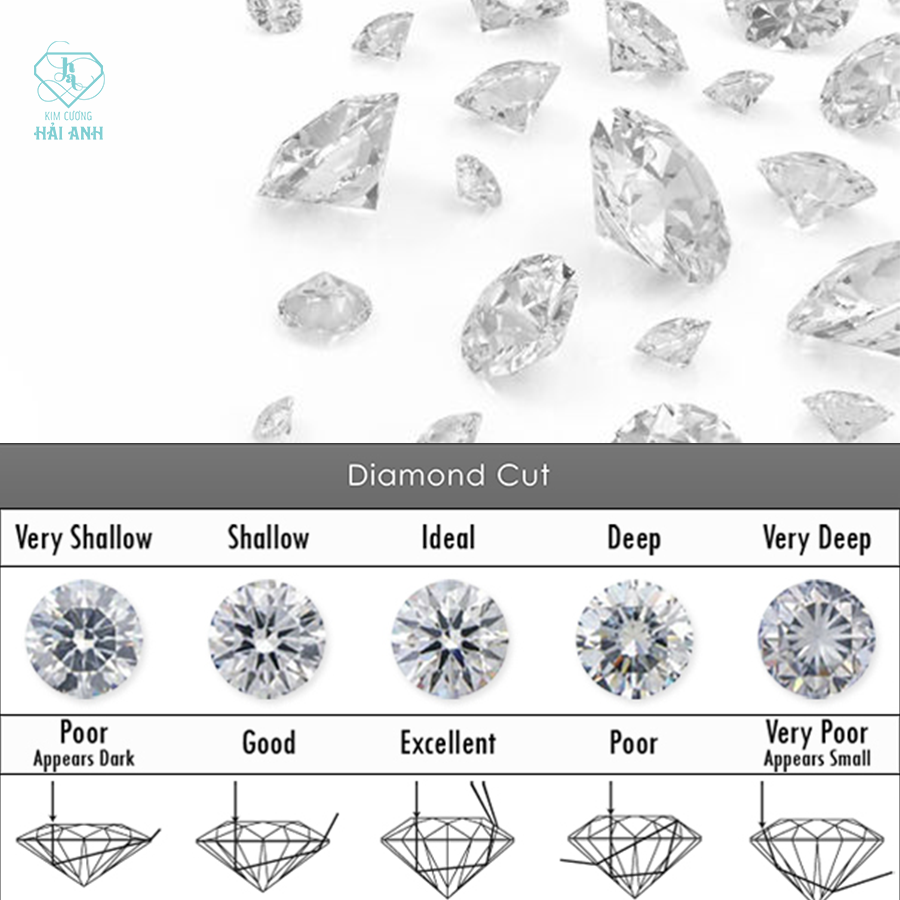 KIM CƯƠNG
HẢI ANH
Diamond Cut
Very Shallow
Shallow
Ideal
Deep
Very Deep
Poor
Appears Dark
Good
Excellent
Poor
Very Poor
Appears Small